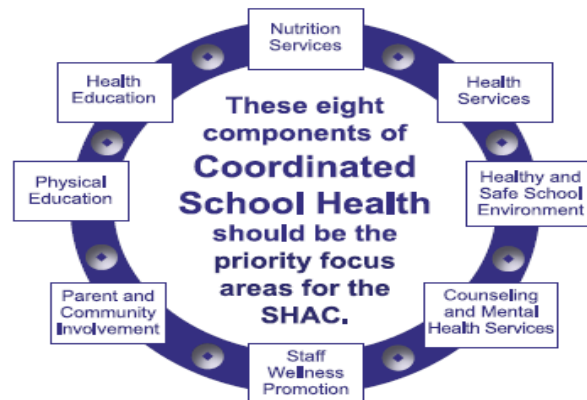 Nutrition
Services
Health
Services
Healthy and
Safe School
Environment
Counseling
and Mental
Health Services
Staff
Wellness
Promotion
Parent and
Community
Involvement
Physical
Education
Health
Education
These eight
components of
Coordinated
School Health
should be the
priority focus
areas for the
SHAC.